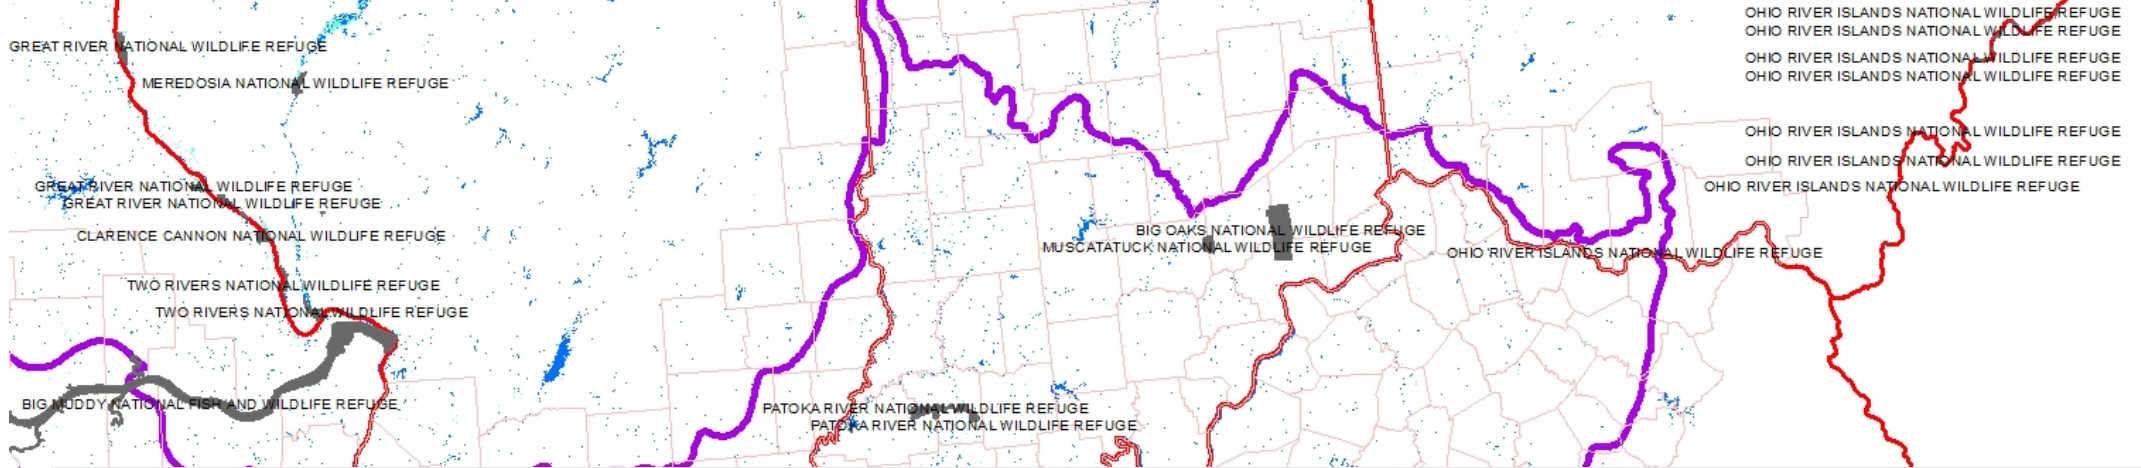 GREAT RIVER NATIONAL WILDLIFE REFUGE
MEREDOSIA NATIONAL WILDLIFE REFUGE
GREAT RIVER NATIONAL WILDLIFE REFUGE
GREAT RIVER NATIONAL WILDLIFE REFUGE
CLARENCE CANNON NATIONAL WILDLIFE REFUGE
TWO RIVERS NATIONAL WILDLIFE REFUGE
TWO RIVERS NATIONAL WILDLIFE REFUGE
BIG MUDDY NATIONAL FISH AND WILDLIFE REFUGE
PATOKA RIVER NATIONAL WILDLIFE REFUGE
PATOKA RIVER NATIONAL WILDLIFE REFUGE
BIG OAKS NATIONAL WILDLIFE REFUGE
MUSCATATUCK NATIONAL WILDLIFE REFUGE
OHIO RIVER ISLANDS NATIONAL WILDLIFE REFUGE
OHIO RIVER ISLANDS NATIONAL WILDLIFE REFUGE
OHIO RIVER ISLANDS NATIONAL WILDLIFE REFUGE
OHIO RIVER ISLANDS NATIONAL WILDLIFE REFUGE
OHIO RIVER ISLANDS NATIONAL WILDLIFE REFUGE
OHIO RIVER ISLANDS NATIONAL WILDLIFE REFUGE
OHIO RIVER ISLANDS NATIONAL WILDLIFE REFUGE
OHIO RIVER ISLANDS NATIONAL WILDLIFE REFUGE